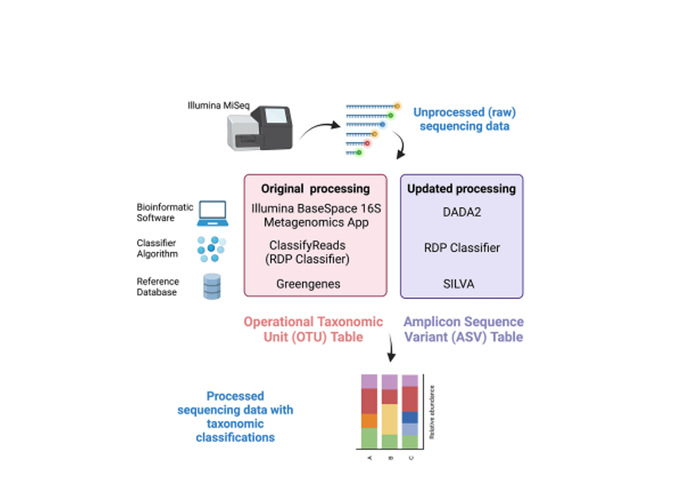 Illumina MiSeq
Unprocessed (raw)
sequencing data
Original processing
Updated processing
Bioinformatic
Software
Illumina BaseSpace 16S
Metagenomics App
DADA2
Classifier
Algorithm
ClassifyReads
(RDP Classifier)
RDP Classifier
Reference
Database
Greengenes
SILVA
Operational Taxonomic
Unit (OTU) Table
Amplicon Sequence
Variant (ASV) Table
Processed
sequencing data with
taxonomic
classifications
Relative abundance
A
B
C